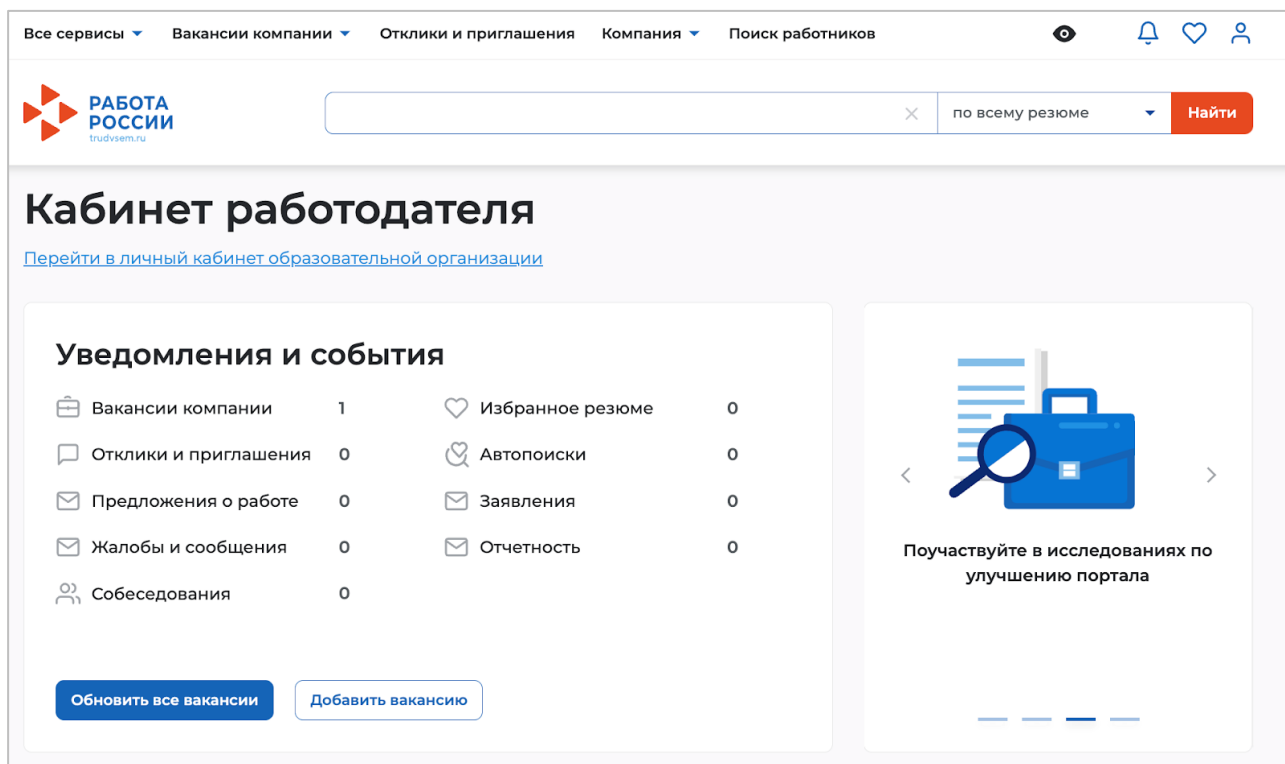 Все сервисы Вакансии компании Отклики и приглашения Компания Поиск работников
РАБОТА
РОССИИ
trudvsem.ru
по всему резюме Найти
Кабинет работодателя
Перейти в личный кабинет образовательной организации
Уведомления и события
Вакансии компании 1 Избранное резюме 0
Отклики и приглашения 0 Автопоиски 0
Предложения о работе 0 Заявления 0
Жалобы и сообщения 0 Отчетность 0
Собеседования 0
Обновить все вакансии Добавить вакансию
Поучаствуйте в исследованиях по
улучшению портала